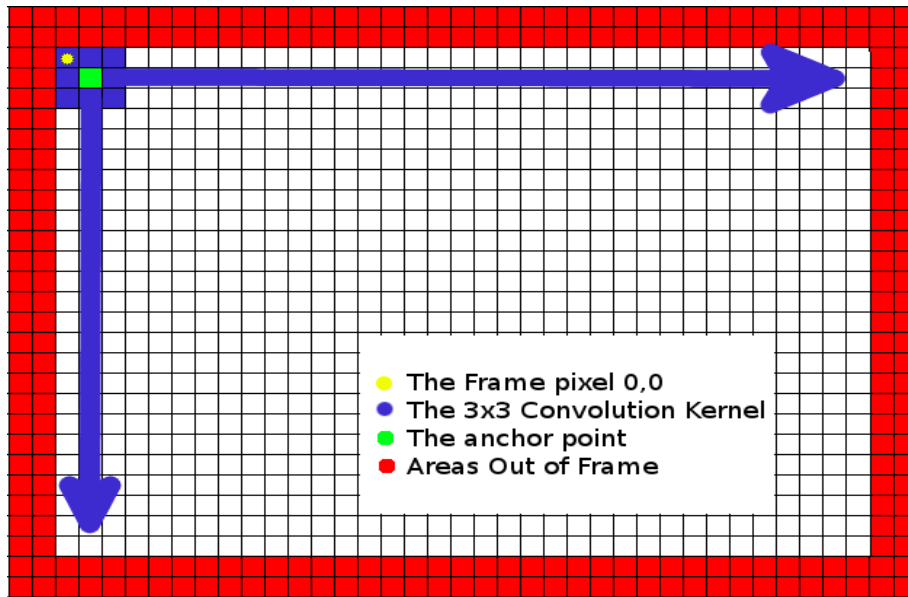 The Frame pixel 0,0
The 3x3 Convolution Kernel
The anchor point
Areas Out of Frame